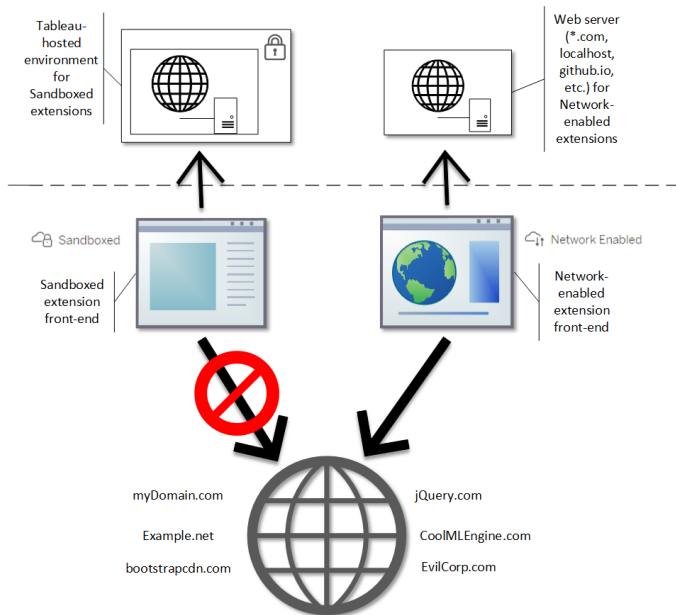 Tableau-
hosted
environment
for
Sandboxed
extensions
Web server
(*.com,
localhost,
github.io,
etc.) for
Network-
enabled
extensions
Sandboxed
Network Enabled
Sandboxed
extension
front-end
Network-
enabled
extension
front-end
myDomain.com
jQuery.com
Example.net
CoolMLEngine.com
bootstrapcdn.com
EvilCorp.com